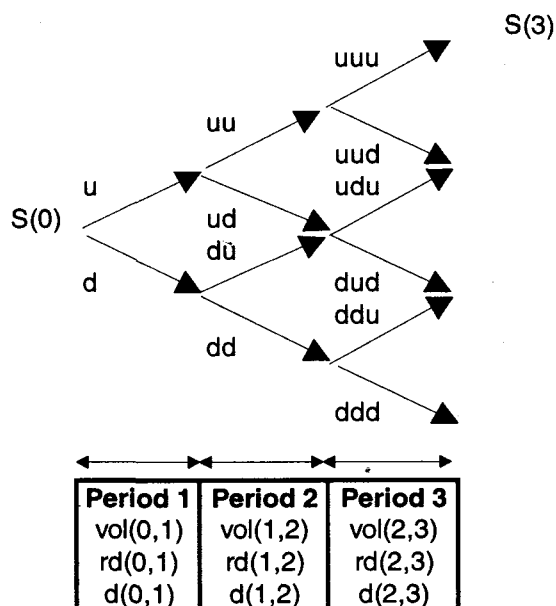 S(3)
uuu
uu
uud
u
udu
S(0)
ud
dü
d
dud
ddu
dd
ddd
Period 1 Period 2 Period 3
vol(0,1) vol(1,2) vol(2,3)
rd(0,1) rd(1,2) rd(2,3)
d(0,1) d(1,2) d(2,3)